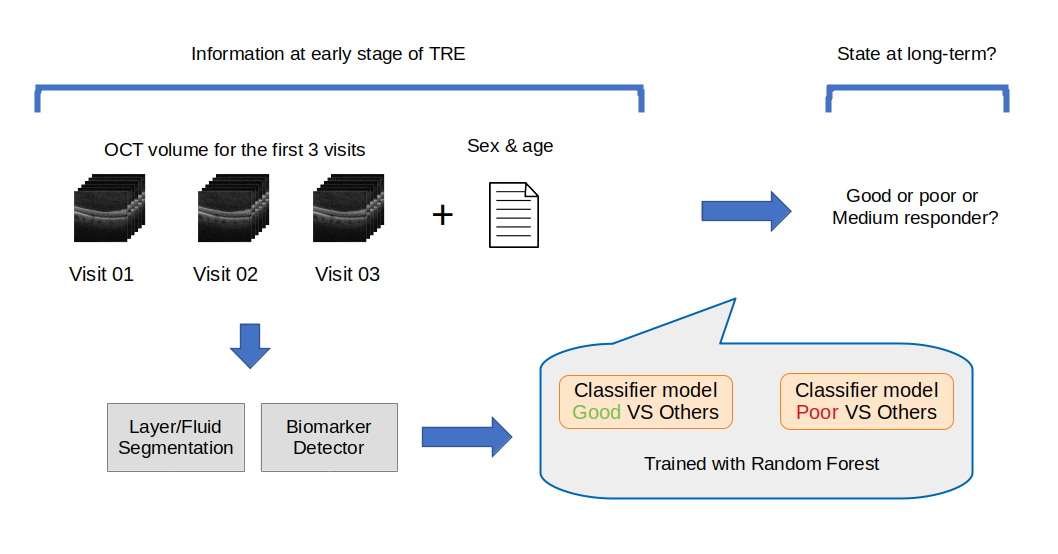 Information at early stage of TRE
State at long-term?
OCT volume for the first 3 visits
Sex & age
+
Good or poor or
Medium responder?
Visit 01
Visit 02
Visit 03
Layer/Fluid
Segmentation
Biomarker
Detector
Classifier model
Good VS Others
Classifier model
Poor VS Others
Trained with Random Forest